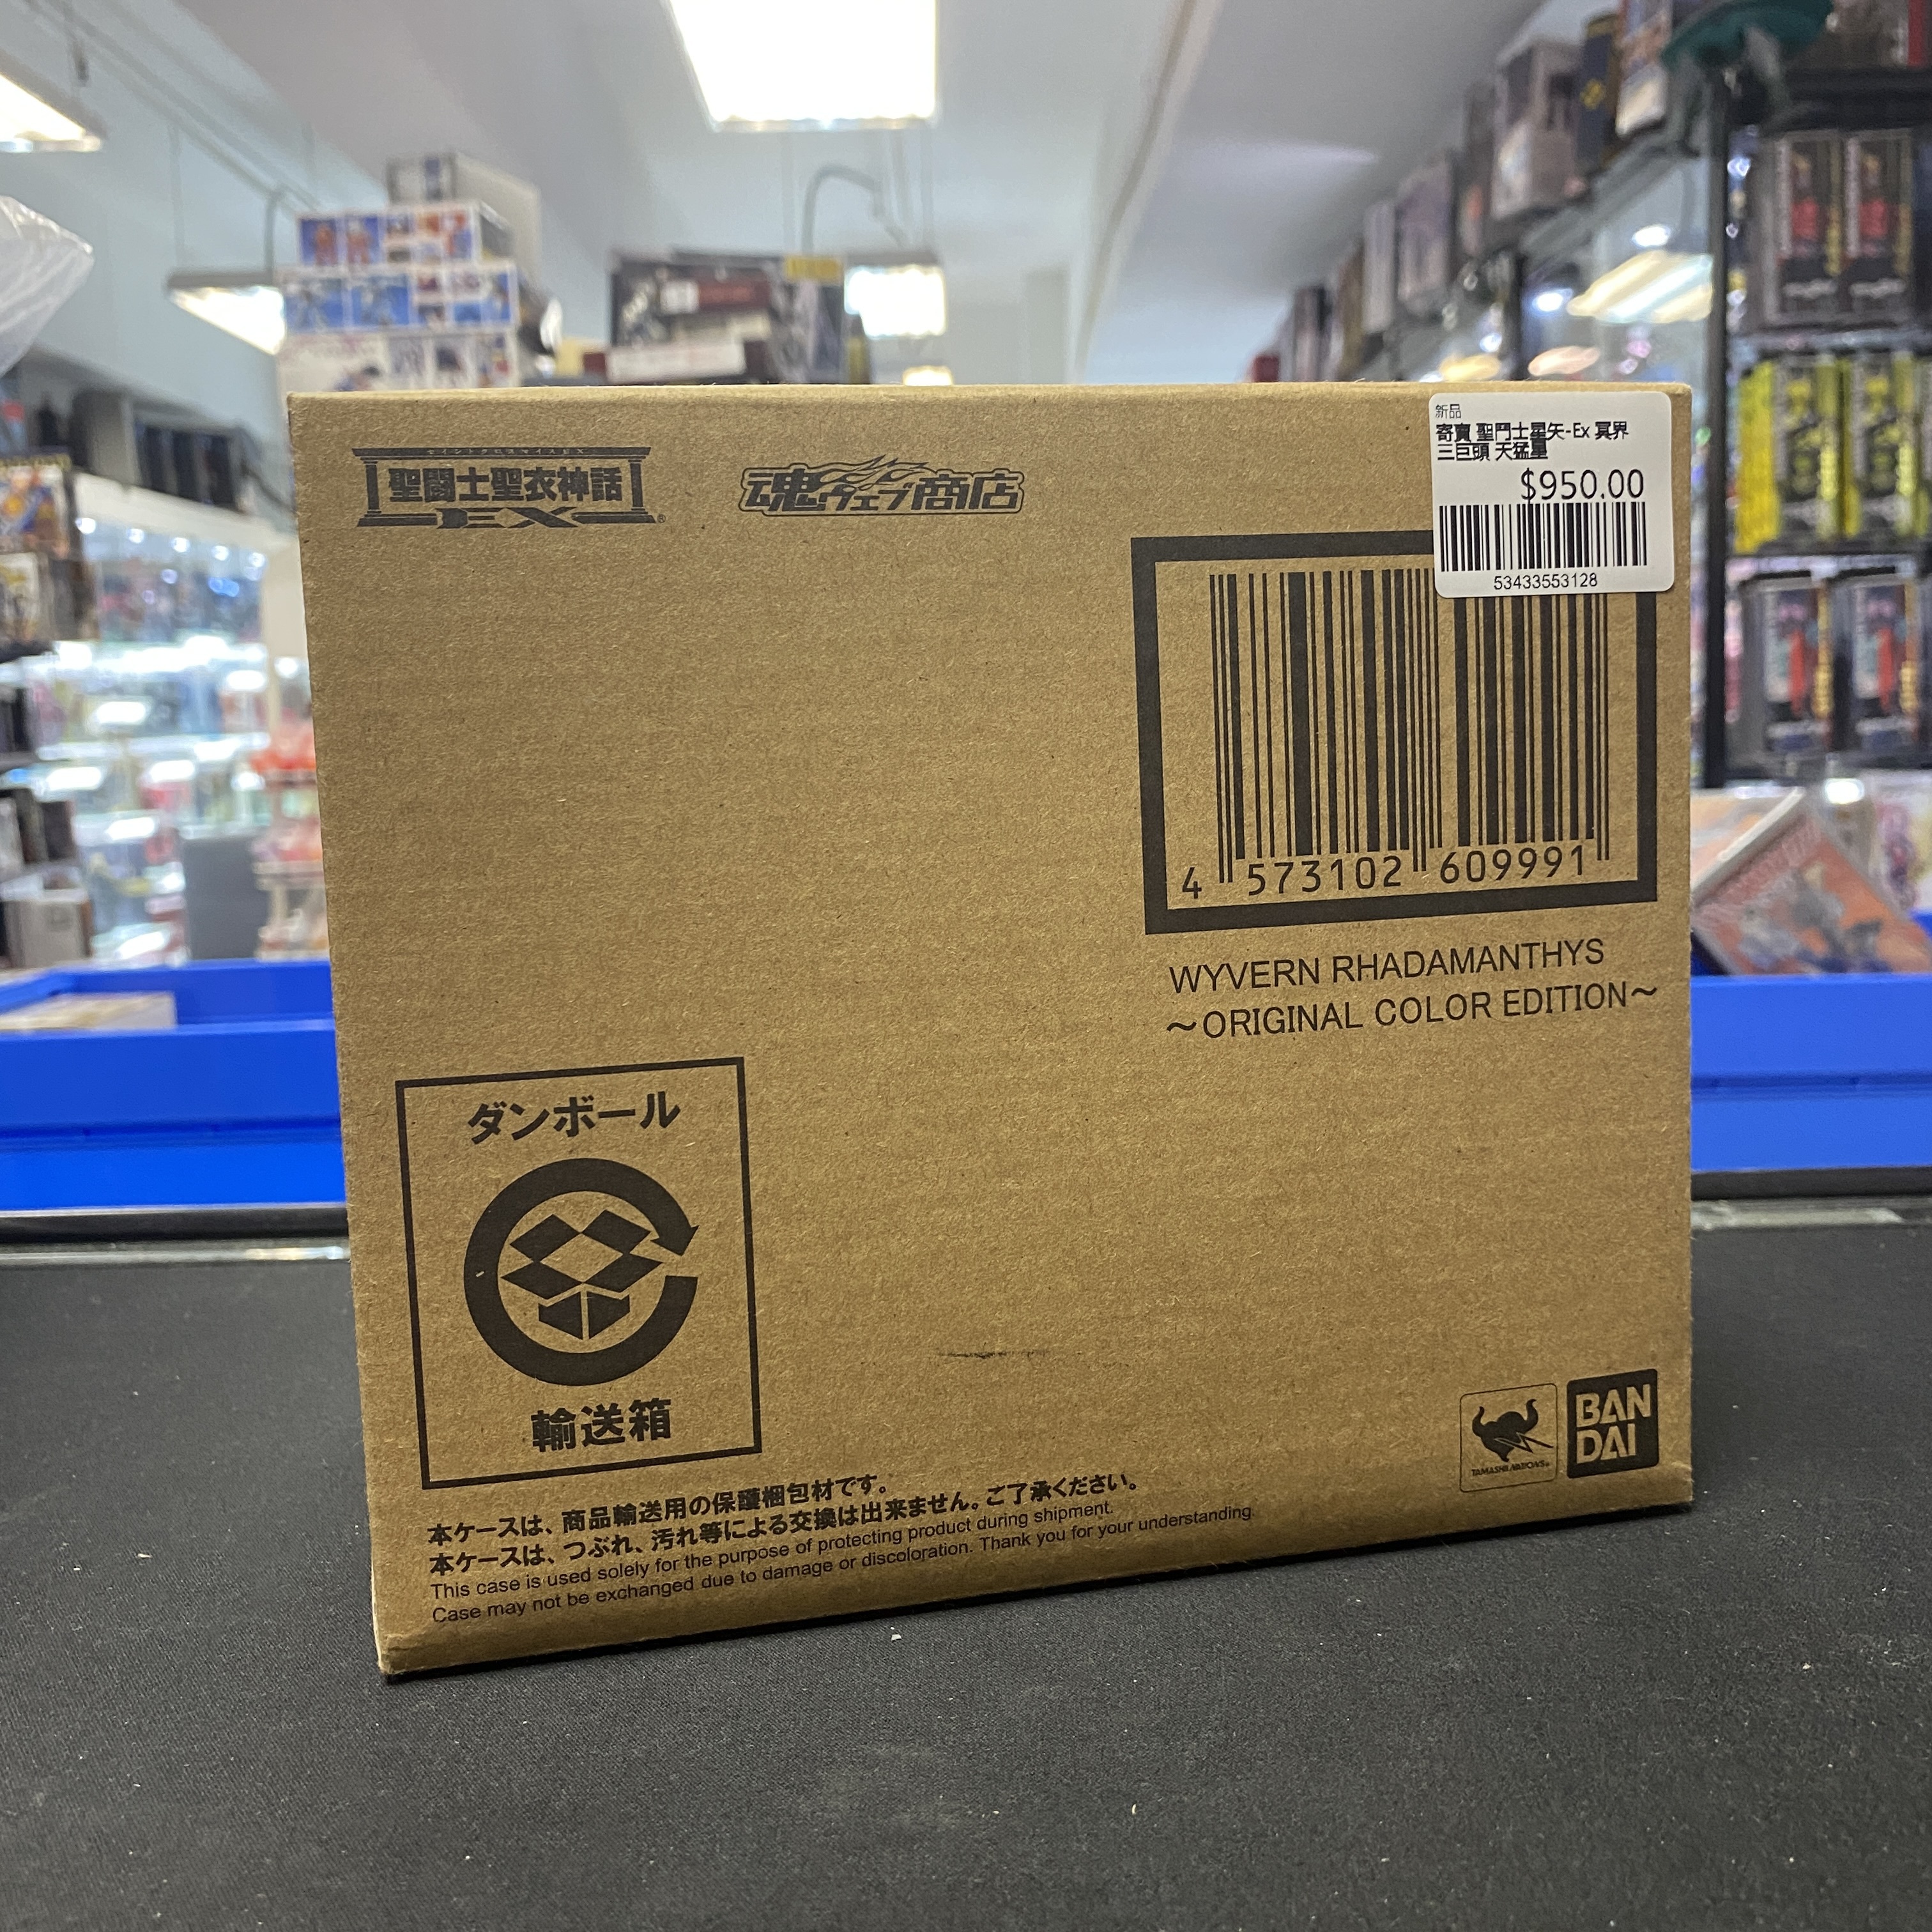 聖闘士聖衣神話
EX
魂ウェブ商店
新品
寄賣 聖鬥士星矢-Ex 冥界
三巨頭 天猛星
$950.00
53433553128
4 573102 609991
WYVERN RHADAMANTHYS
～ORIGINAL COLOR EDITION～
ダンボール
輸送箱
TAMASHII NATIONS
BAN
DAI
本ケースは、商品輸送用の保護梱包材です。
本ケースは、つぶれ、汚れ等による交換は出来ません。ご了承ください。
This case is used solely for the purpose of protecting product during shipment.
Case may not be exchanged due to damage or discoloration. Thank you for your understanding.